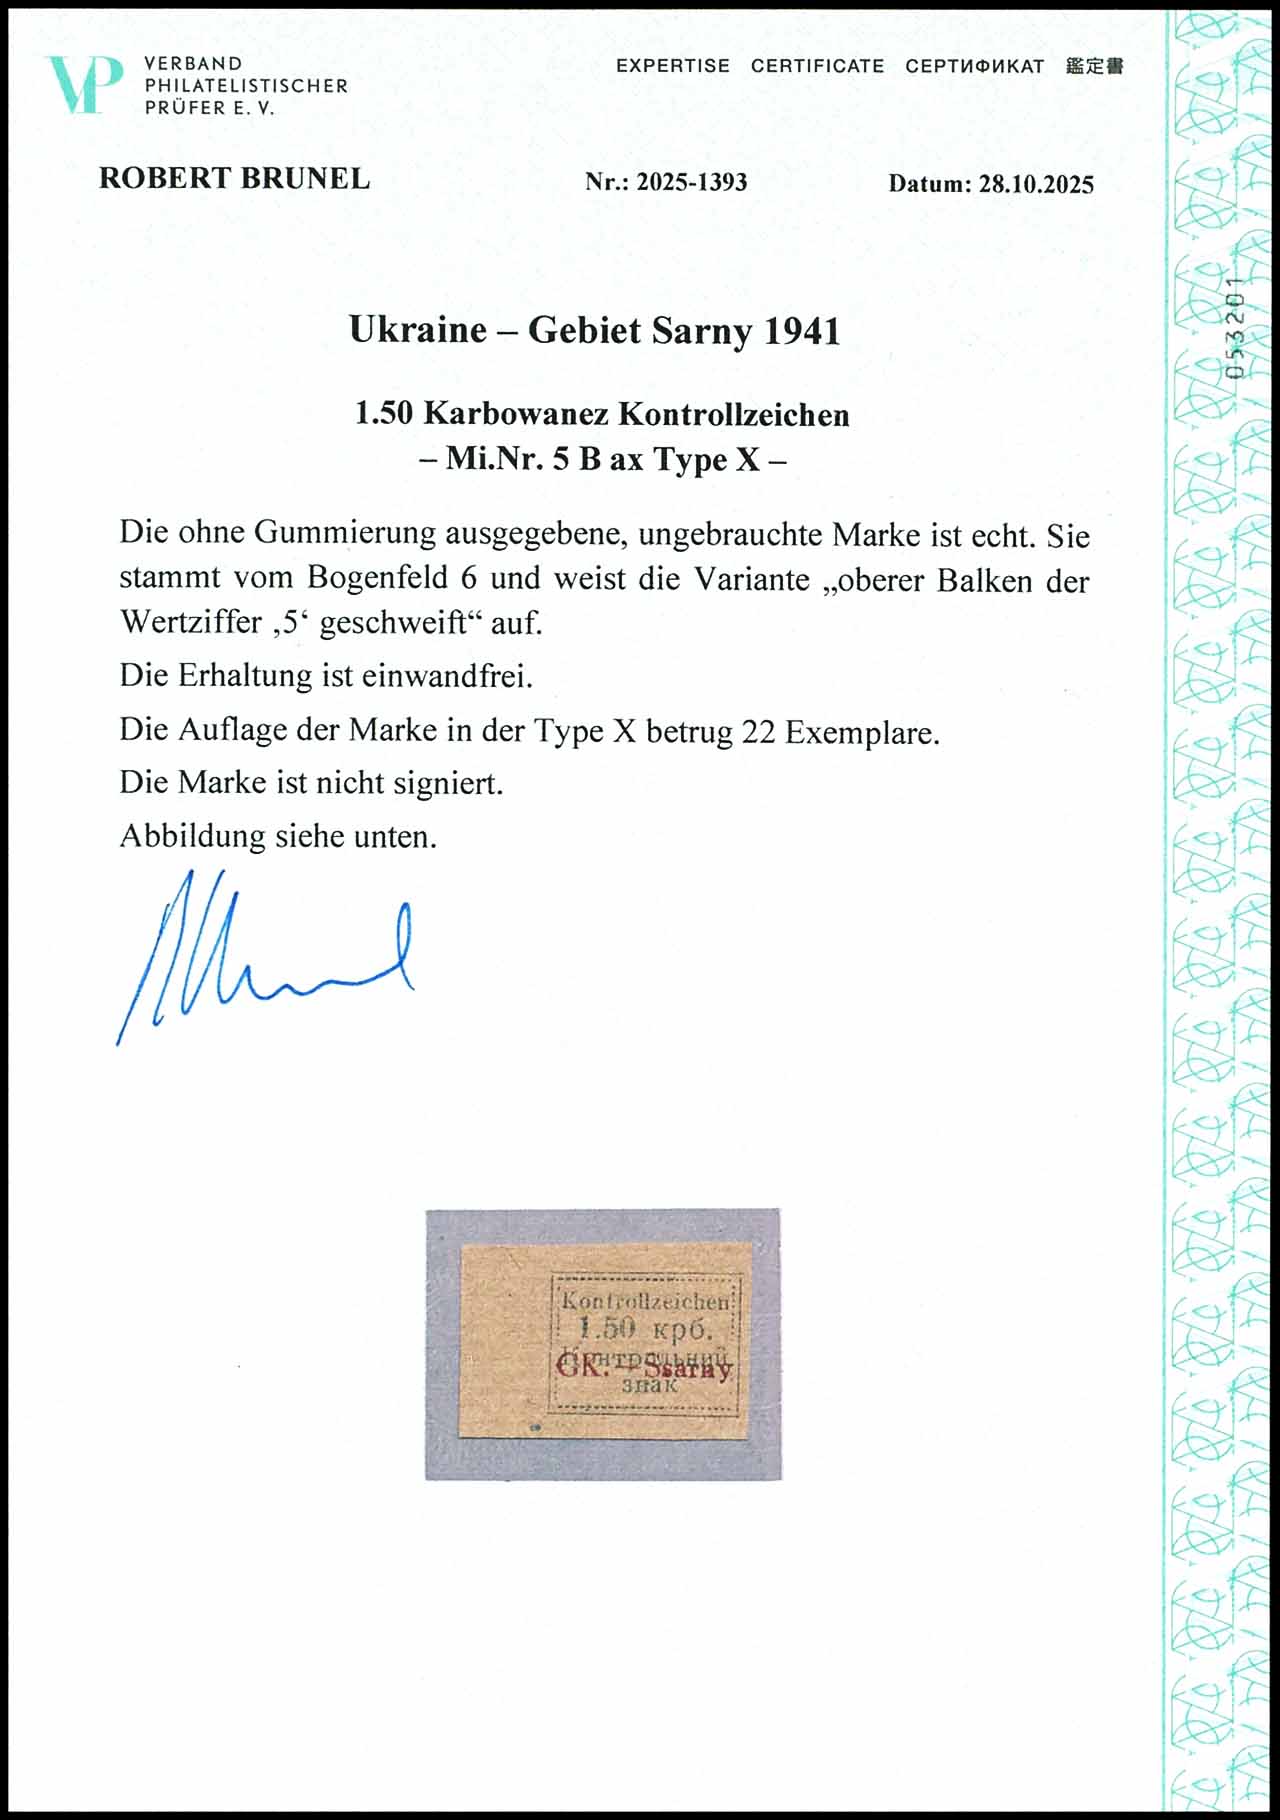 VERBAND
PHILATELISTISCHER
PRÜFER E. V.
EXPERTISE CERTIFICATE СЕРТИФИКАТ 鑑定書
ROBERT BRUNEL
Nr.: 2025-1393
Datum: 28.10.2025
053201
Ukraine – Gebiet Sarny 1941
1.50 Karbowanez Kontrollzeichen
– Mi.Nr. 5 B ax Type X –
Die ohne Gummierung ausgegebene, ungebrauchte Marke ist echt. Sie
stammt vom Bogenfeld 6 und weist die Variante „oberer Balken der
Wertziffer ‚5‘ geschweift“ auf.
Die Erhaltung ist einwandfrei.
Die Auflage der Marke in der Type X betrug 22 Exemplare.
Die Marke ist nicht signiert.
Abbildung siehe unten.
Kontrollzeichen
1.50 крб.
Контрольний
GK. – Ssarny
знак